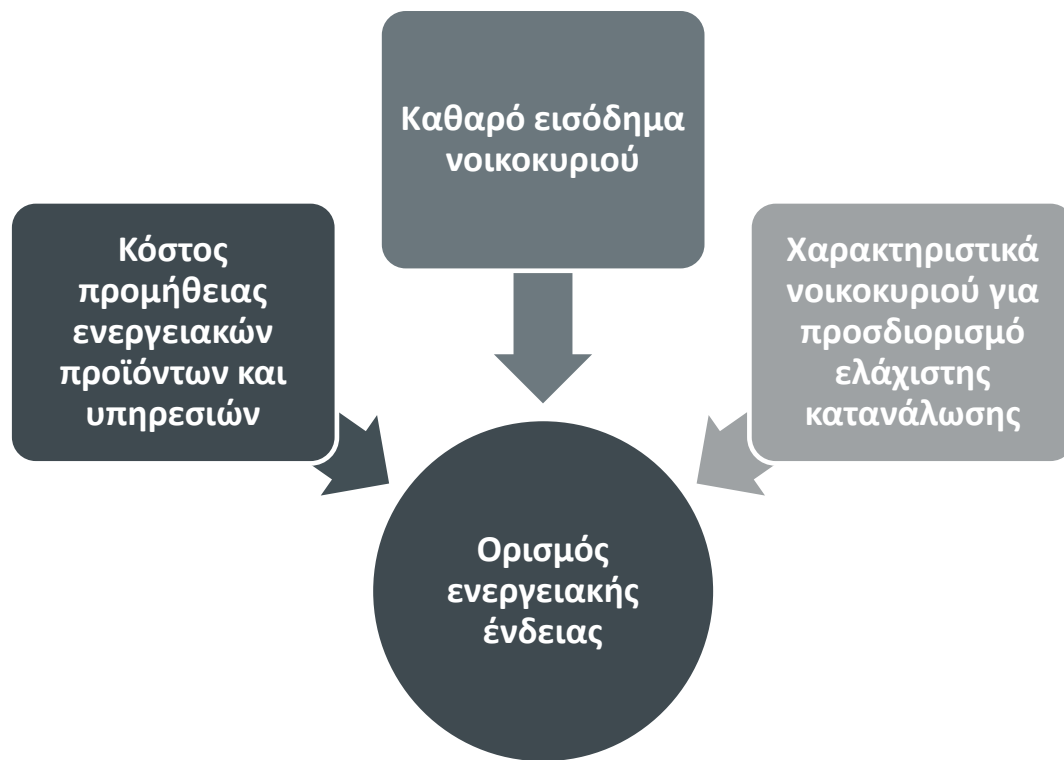 Καθαρό εισόδημα
νοικοκυριού
Κόστος
προμήθειας
ενεργειακών
προϊόντων και
υπηρεσιών
Χαρακτηριστικά
νοικοκυριού για
προσδιορισμό
ελάχιστης
κατανάλωσης
Ορισμός
ενεργειακής
ένδειας